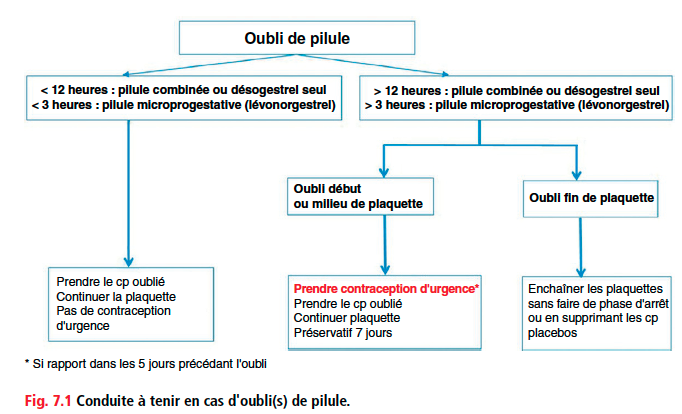 Oubli de pilule
< 12 heures : pilule combinée ou désogestrel seul
< 3 heures : pilule microprogestative (lévonorgestrel)
> 12 heures : pilule combinée ou désogestrel seul
> 3 heures : pilule microprogestative (lévonorgestrel)
Oubli début
ou milieu de plaquette
Oubli fin de plaquette
Prendre le cp oublié
Continuer la plaquette
Pas de contraception
d'urgence
Prendre contraception d'urgence*
Prendre le cp oublié
Continuer plaquette
Préservatif 7 jours
Enchaîner les plaquettes
sans faire de phase d'arrêt
ou en supprimant les cp
placebos
* Si rapport dans les 5 jours précédant l'oubli
Fig. 7.1 Conduite à tenir en cas d'oubli(s) de pilule.